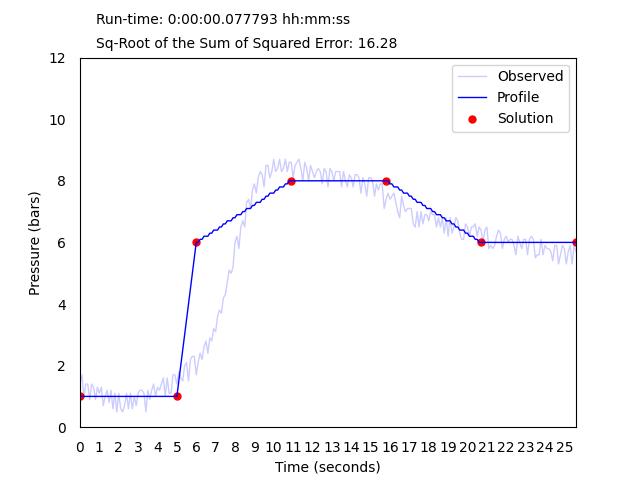 Run-time: 0:00:00.077793 hh:mm:ss
Sq-Root of the Sum of Squared Error: 16.28
12
10
8
6
4
2
0
Pressure (bars)
Observed
Profile
Solution
0 1 2 3 4 5 6 7 8 9 10 11 12 13 14 15 16 17 18 19 20 21 22 23 24 25
Time (seconds)